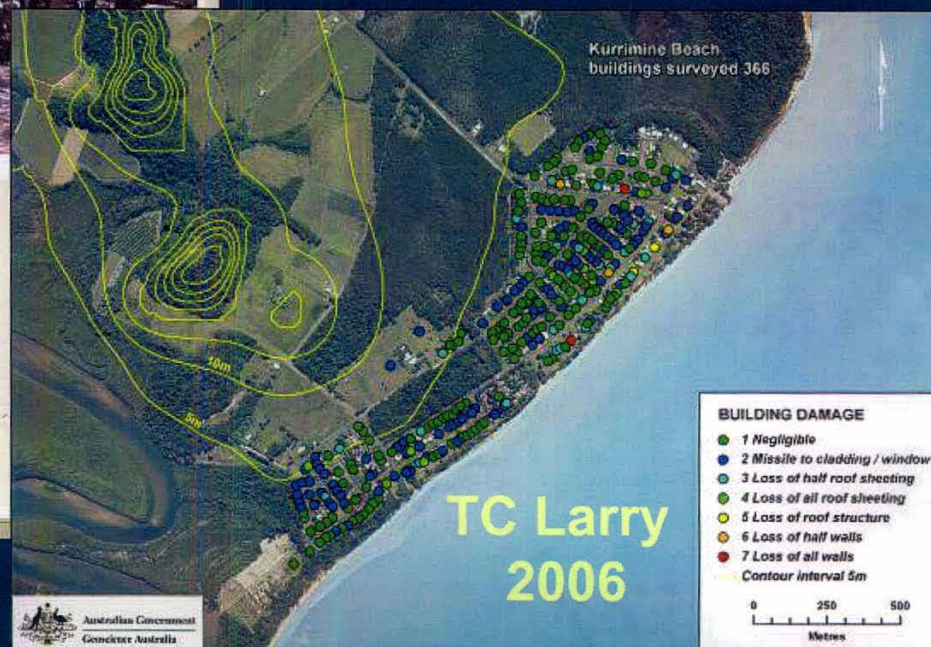 Kurrimine Beach
buildings surveyed 366
10m
5m
TC Larry
2006
BUILDING DAMAGE
1 Negligible
2 Missile to cladding / window
3 Loss of half roof sheeting
4 Loss of all roof sheeting
5 Loss of roof structure
6 Loss of half walls
7 Loss of all walls
Contour interval 5m
0 250 500
Metres
Australian Government
Geoscience Australia